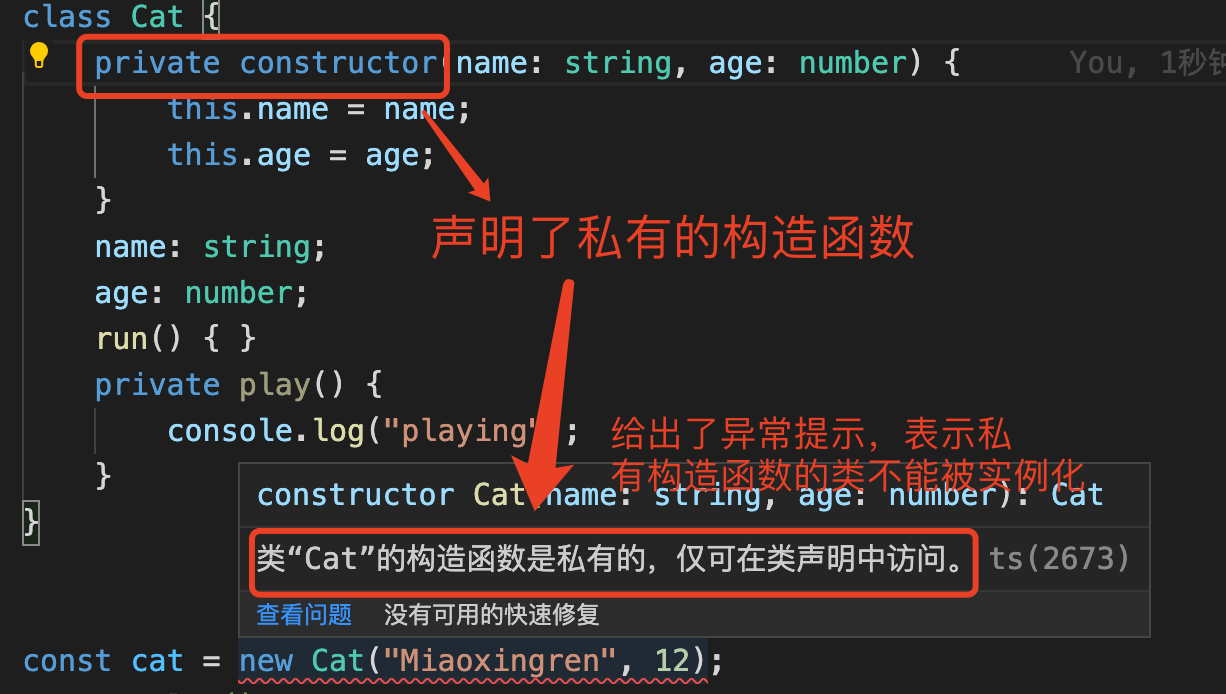 class Cat {
private constructor(name: string, age: number) { You, 1秒钟
this.name = name;
this.age = age;
}
声明了私有的构造函数
name: string;
age: number;
run() { }
private play() {
console.log("playing" ;
给出了异常提示，表示私
有构造函数的类不能被实例化
}
constructor Cat(name: string, age: number): Cat
}
类“Cat”的构造函数是私有的，仅可在类声明中访问。 ts(2673)
查看问题 没有可用的快速修复
const cat = new Cat("Miaoxingren", 12);